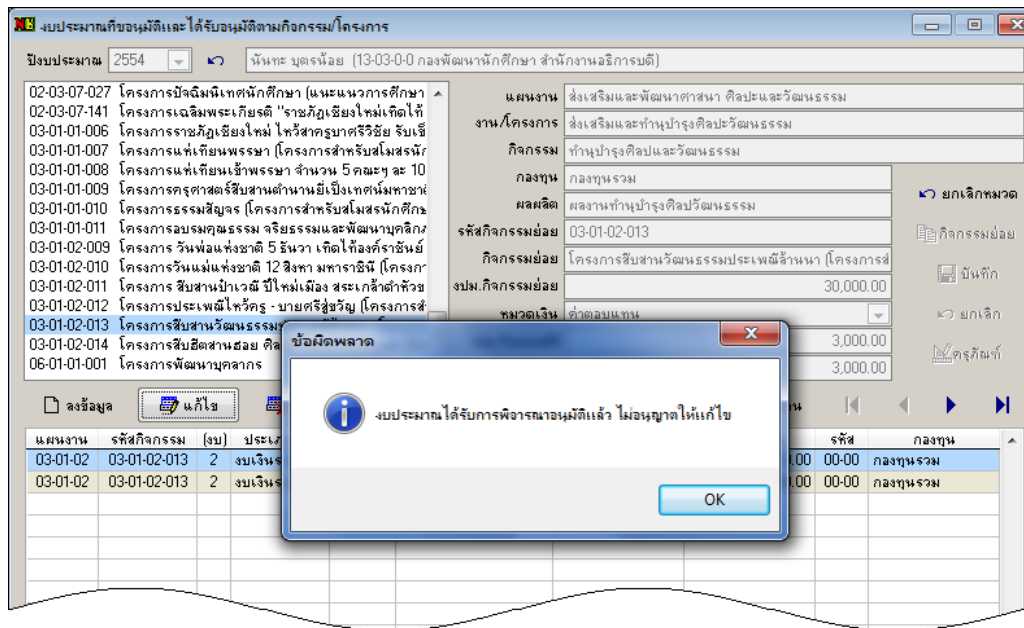 งบประมาณที่ขออนุมัติและได้รับอนุมัติตามกิจกรรม/โครงการ
ปีงบประมาณ 2554 นันทะ บุตรน้อย (13-03-0-0 กองพัฒนานักศึกษา สำนักงานอธิการบดี)
02-03-07-027 โครงการปัจฉิมนิเทศนักศึกษา (แนะแนวการศึกษา
02-03-07-141 โครงการเฉลิมพระเกียรติ "ราชภัฏเชียงใหม่เทิดไท้
03-01-01-006 โครงการราชภัฏเชียงใหม่ ไหว้สาครูบาศรีวิชัย รับเข็
03-01-01-007 โครงการแห่เทียนพรรษา (โครงการสำหรับสโมสรนัก
03-01-01-008 โครงการแห่เทียนเข้าพรรษา จำนวน 5 คณะๆ ละ 10
03-01-01-009 โครงการครุศาสตร์สืบสานตำนานยี่เป็งเทศน์มหาชาติ
03-01-01-010 โครงการธรรมสัญจร (โครงการสำหรับสโมสรนักศึกษ
03-01-01-011 โครงการอบรมคุณธรรม จริยธรรมและพัฒนาบุคลิกภ
03-01-02-009 โครงการ วันพ่อแห่งชาติ 5 ธันวา เทิดไท้องค์ราชันย์
03-01-02-010 โครงการวันแม่แห่งชาติ 12 สิงหา มหาราชินี (โครงกา
03-01-02-011 โครงการ สืบสานป๋าเวณี ปี๋ใหม่เมือง สระเกล้าดำหัวข
03-01-02-012 โครงการประเพณีไหว้ครู - บายศรีสู่ขวัญ (โครงการสำ
03-01-02-013 โครงการสืบสานวัฒนธรรม
03-01-02-014 โครงการสืบฮีตสานฮอย ศิล
06-01-01-001 โครงการพัฒนาบุคลากร
แผนงาน ส่งเสริมและพัฒนาศาสนา ศิลปะและวัฒนธรรม
งาน/โครงการ ส่งเสริมและทำนุบำรุงศิลปะวัฒนธรรม
กิจกรรม ทำนุบำรุงศิลปและวัฒนธรรม
กองทุน กองทุนรวม
ผลผลิต ผลงานทำนุบำรุงศิลปวัฒนธรรม
รหัสกิจกรรมย่อย 03-01-02-013
กิจกรรมย่อย โครงการสืบสานวัฒนธรรมประเพณีล้านนา (โครงการส่
งปม.กิจกรรมย่อย 30,000.00
หมวดเงิน ค่าตอบแทน
3,000.00
3,000.00
ยกเลิกหมวด
กิจกรรมย่อย
บันทึก
ยกเลิก
ครุภัณฑ์
ข้อผิดพลาด
งบประมาณได้รับการพิจารณาอนุมัติแล้ว ไม่อนุญาตให้แก้ไข
OK
ลงข้อมูล แก้ไข
แผนงาน รหัสกิจกรรม (งบ) ประเภ รหัส กองทุน
03-01-02 03-01-02-013 2 งบเงินร .00 00-00 กองทุนรวม
03-01-02 03-01-02-013 2 งบเงินร .00 00-00 กองทุนรวม